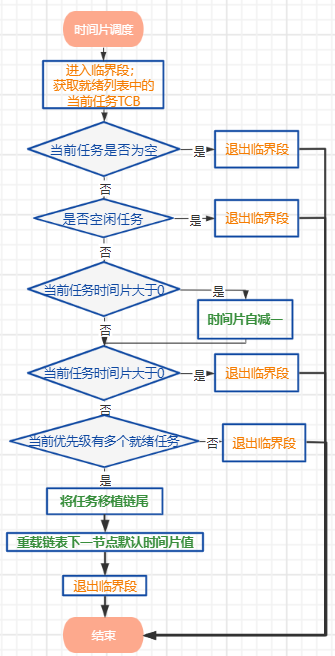 时间片调度
进入临界段；
获取就绪列表中的
当前任务TCB
当前任务是否为空
是
退出临界段
否
是否空闲任务
是
退出临界段
否
当前任务时间片大于0
是
时间片自减一
否
当前任务时间片大于0
是
退出临界段
否
当前优先级有多个就绪任务
否
退出临界段
是
将任务移植链尾
重载链表下一节点默认时间片值
退出临界段
结束